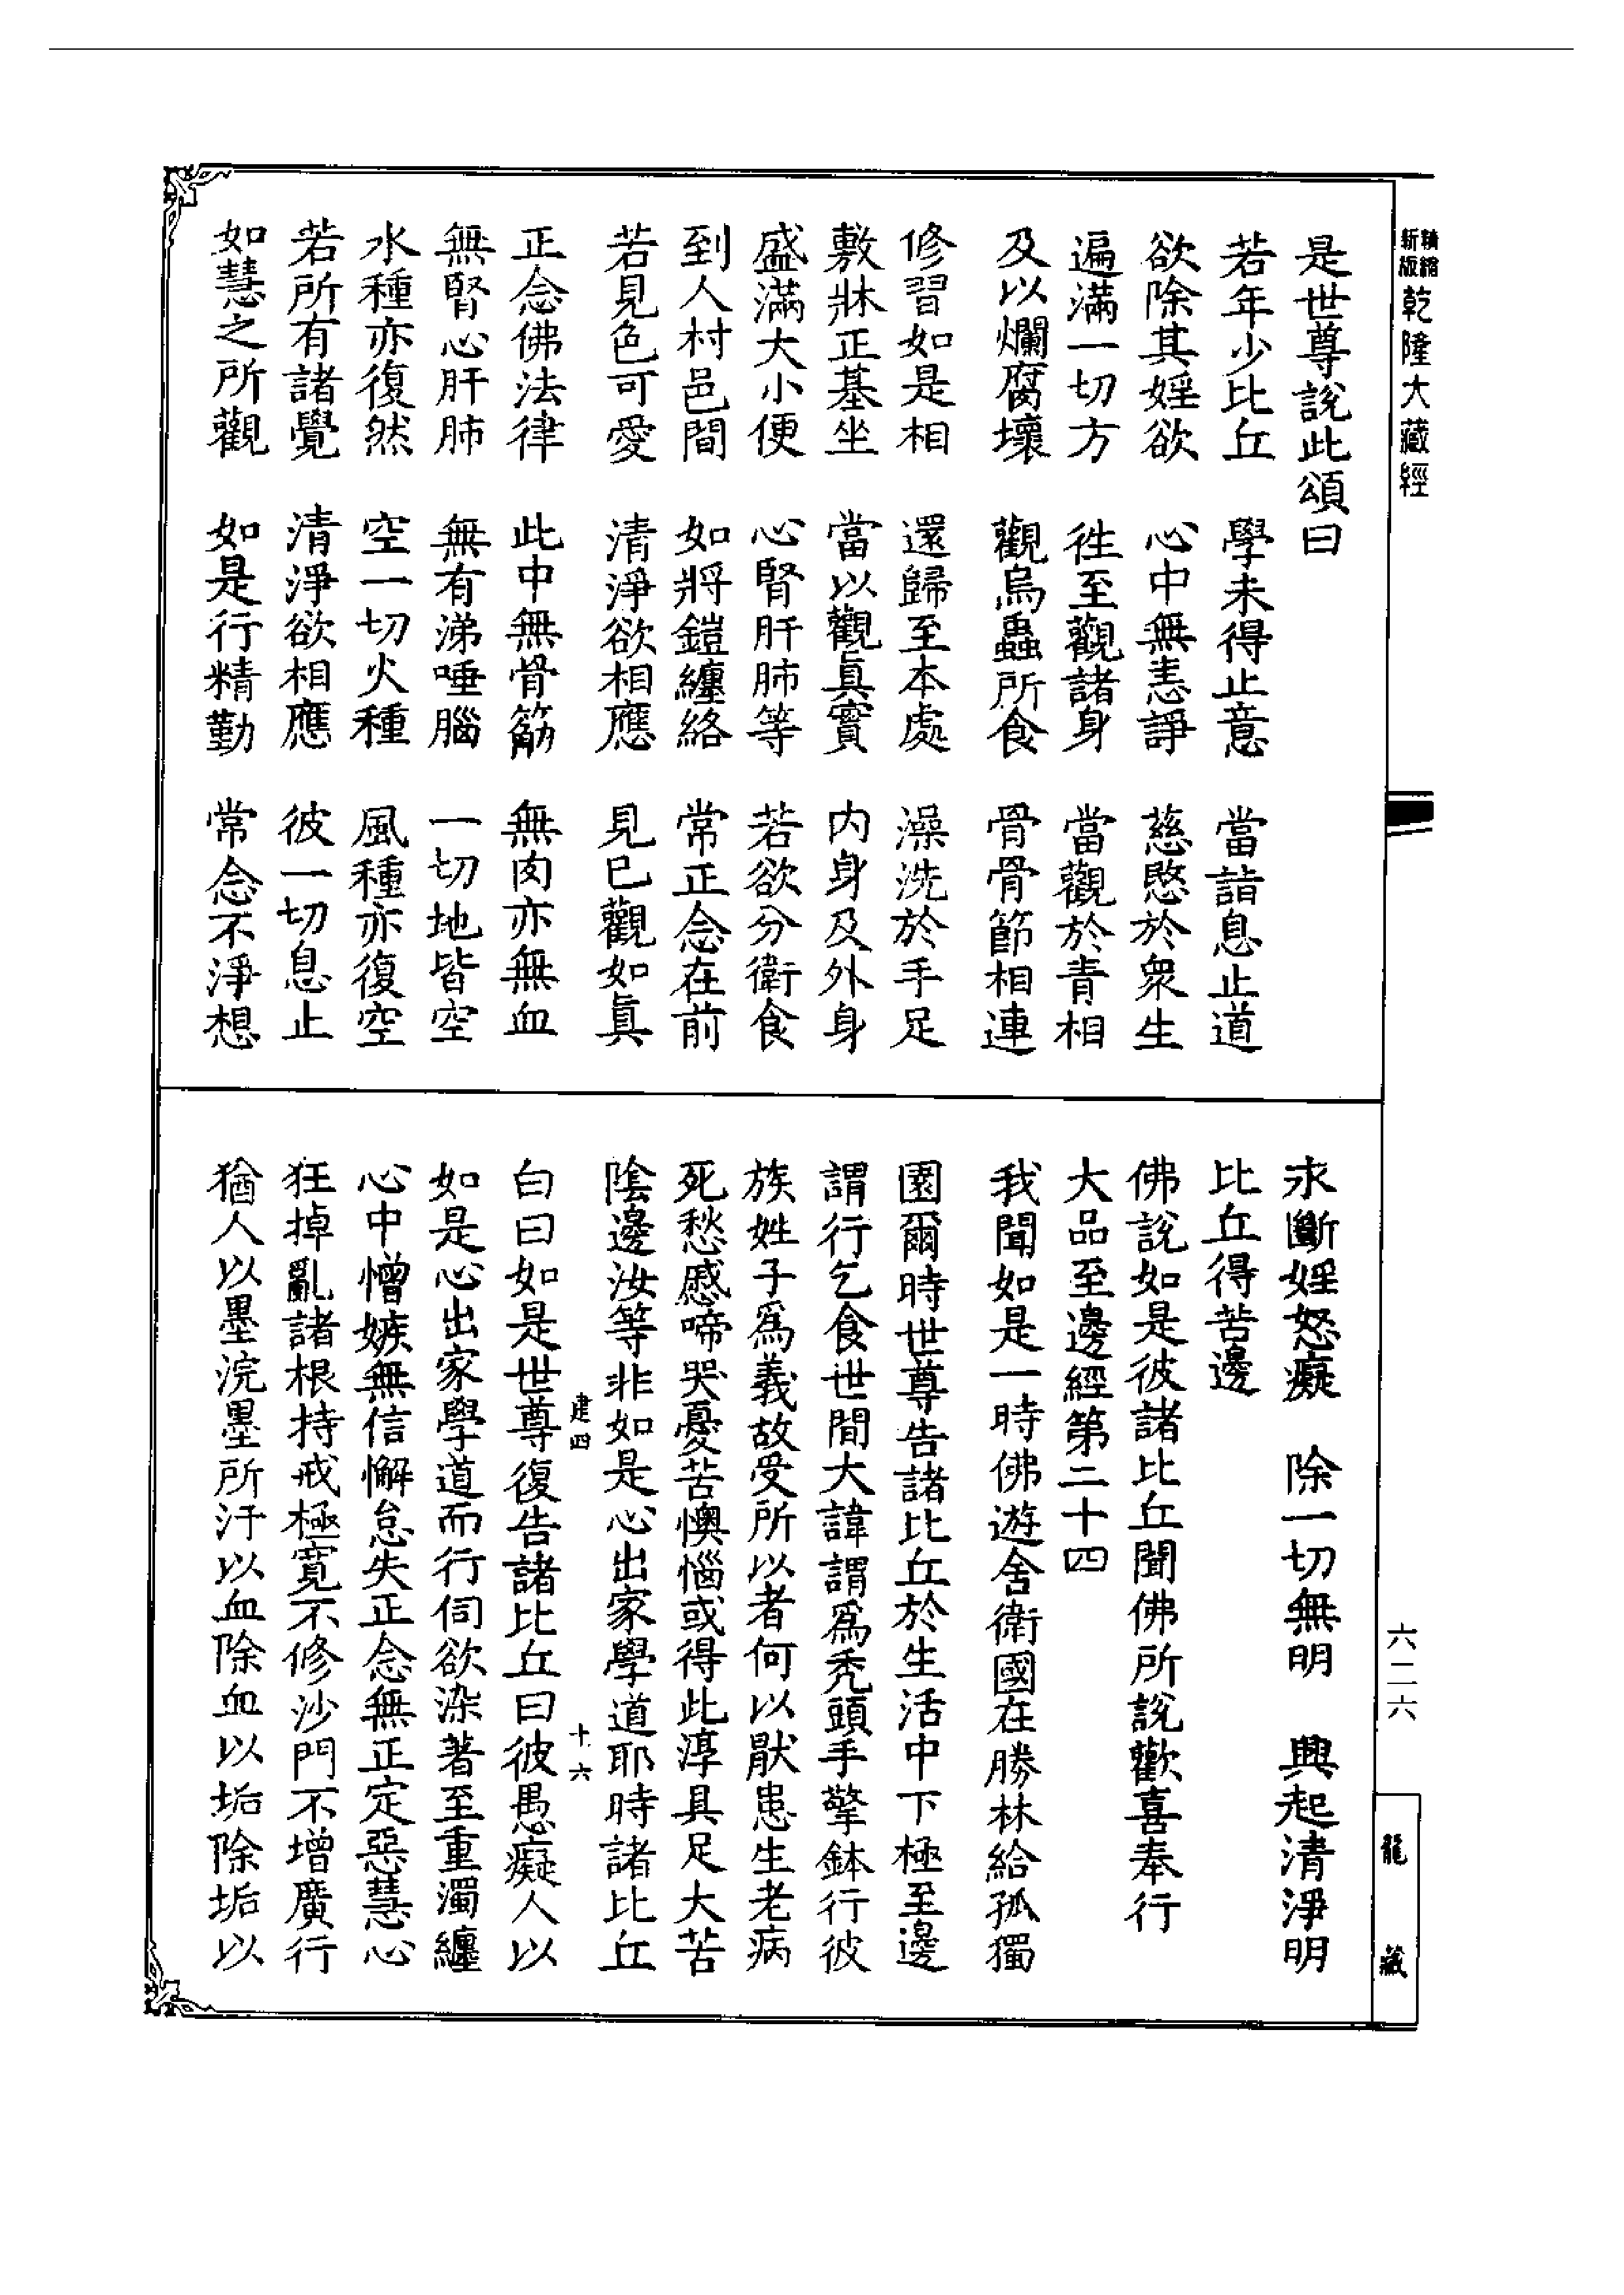 新版精縮乾隆大藏經
是世尊說此頌曰
若年少比丘　學未得止意　當詣息止道
欲除其婬欲　心中無恚諍　慈愍於眾生
遍滿一切方　徃至觀諸身　當觀於青相
及以爛腐壞　觀烏蟲所食　骨骨節相連
修習如是相　還歸至本處　澡洗於手足
敷牀正基坐　當以觀眞實　内身及外身
盛滿大小便　心腎肝肺等　若欲分衛食
到人村邑間　如將鎧纏絡　常正念在前
若見色可愛　清淨欲相應　見已觀如眞
正念佛法律　此中無骨筋　無肉亦無血
無腎心肝肺　無有涕唾腦　一切地皆空
水種亦復然　空一切火種　風種亦復空
若所有諸覺　清淨欲相應　彼一切息止
如慧之所觀　如是行精勤　常念不淨想
永斷婬怒癡　除一切無明　興起清淨明
比丘得苦邊
佛說如是彼諸比丘聞佛所說歡喜奉行
大品至邊經第二十四
我聞如是一時佛遊舍衛國在勝林給孤獨
園爾時世尊告諸比丘於生活中下極至邊
謂行乞食世間大諱謂爲禿頭手擎鉢行彼
族姓子爲義故受所以者何以猒患生老病
死愁慼啼哭憂苦懊惱或得此淳具足大苦
陰邊汝等非如是心出家學道耶時諸比丘
建四　十六
白曰如是世尊復告諸比丘曰彼愚癡人以
如是心出家學道而行伺欲染著至重濁纏
心中憎嫉無信懈怠失正念無正定惡慧心
狂掉亂諸根持戒極寬不修沙門不增廣行
猶人以墨浣墨所汙以血除血以垢除垢以
六二六
龍藏